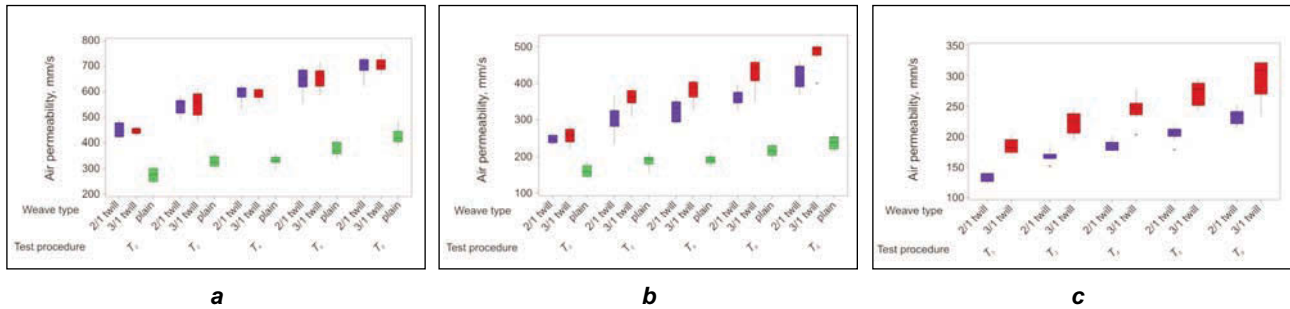 800
700
600
500
400
300
200
Air permeability, mm/s
Weave type
2/1 twill
3/1 twill
plain
2/1 twill
3/1 twill
plain
2/1 twill
3/1 twill
plain
2/1 twill
3/1 twill
plain
2/1 twill
3/1 twill
plain
Test procedure
a
500
400
300
200
100
Air permeability, mm/s
Weave type
2/1 twill
3/1 twill
plain
2/1 twill
3/1 twill
plain
2/1 twill
3/1 twill
plain
2/1 twill
3/1 twill
plain
2/1 twill
3/1 twill
plain
Test procedure
b
350
300
250
200
150
100
Air permeability, mm/s
Weave type
2/1 twill
3/1 twill
2/1 twill
3/1 twill
2/1 twill
3/1 twill
2/1 twill
3/1 twill
2/1 twill
3/1 twill
Test procedure
c